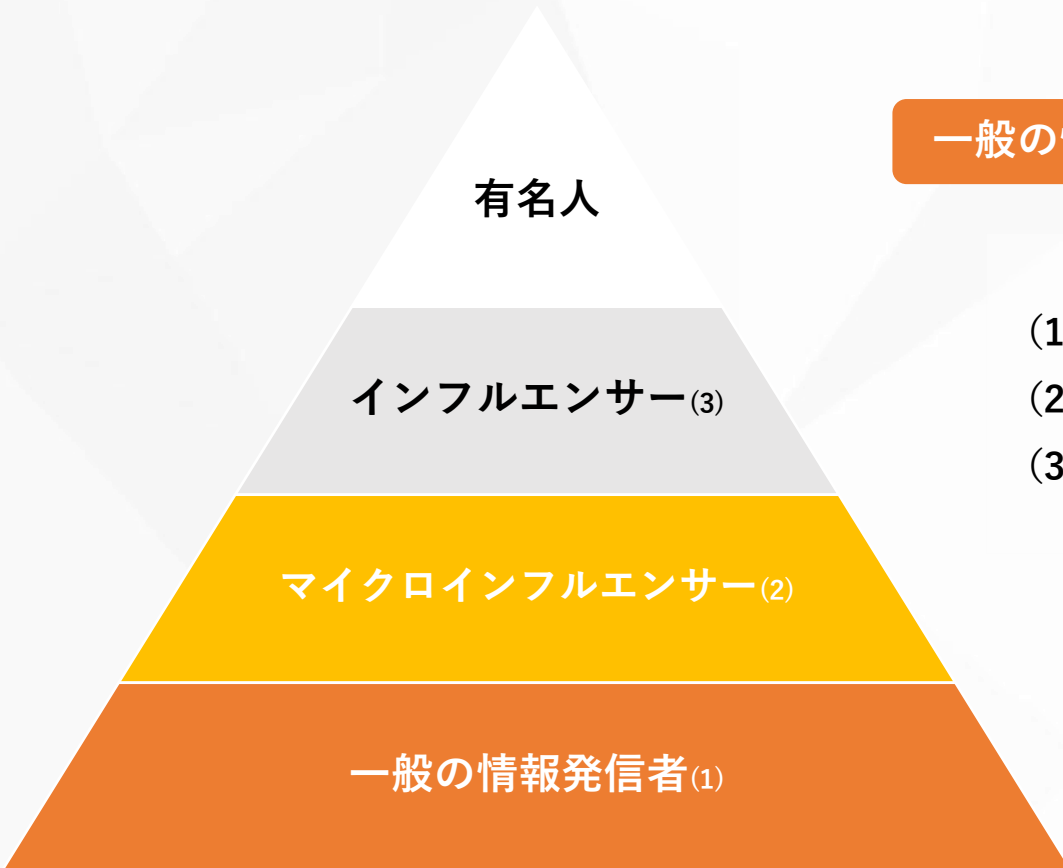 有名人
インフルエンサー(3)
マイクロインフルエンサー(2)
一般の情報発信者(1)
一般の
(1
(2
(3